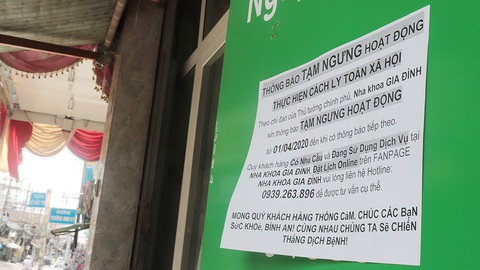 Ng
THÔNG BÁO TẠM NGƯNG HOẠT ĐỘNG
THỰC HIỆN CÁCH LY TOÀN XÃ HỘI
Theo chỉ đạo của Thủ tướng chính phủ, Nha khoa GIA ĐÌNH
xin thông báo TẠM NGƯNG HOẠT ĐỘNG
từ 01/04/2020 đến khi có thông báo tiếp theo.
Quý khách hàng Có Nhu Cầu và Đang Sử Dụng Dịch Vụ tại
NHA KHOA GIA ĐÌNH, Đặt Lịch Online trên FANPAGE
NHA KHOA GIA ĐÌNH vui lòng liên hệ Hotline:
0939.263.896 để được tư vấn cụ thể.
MONG QUÝ KHÁCH HÀNG THÔNG CảM. CHÚC CÁC BạN
SứC KHOẻ, BÌNH AN! CÙNG NHAU CHÚNG TA Sẽ CHIẾN
THẮNG DỊCH BệNH!